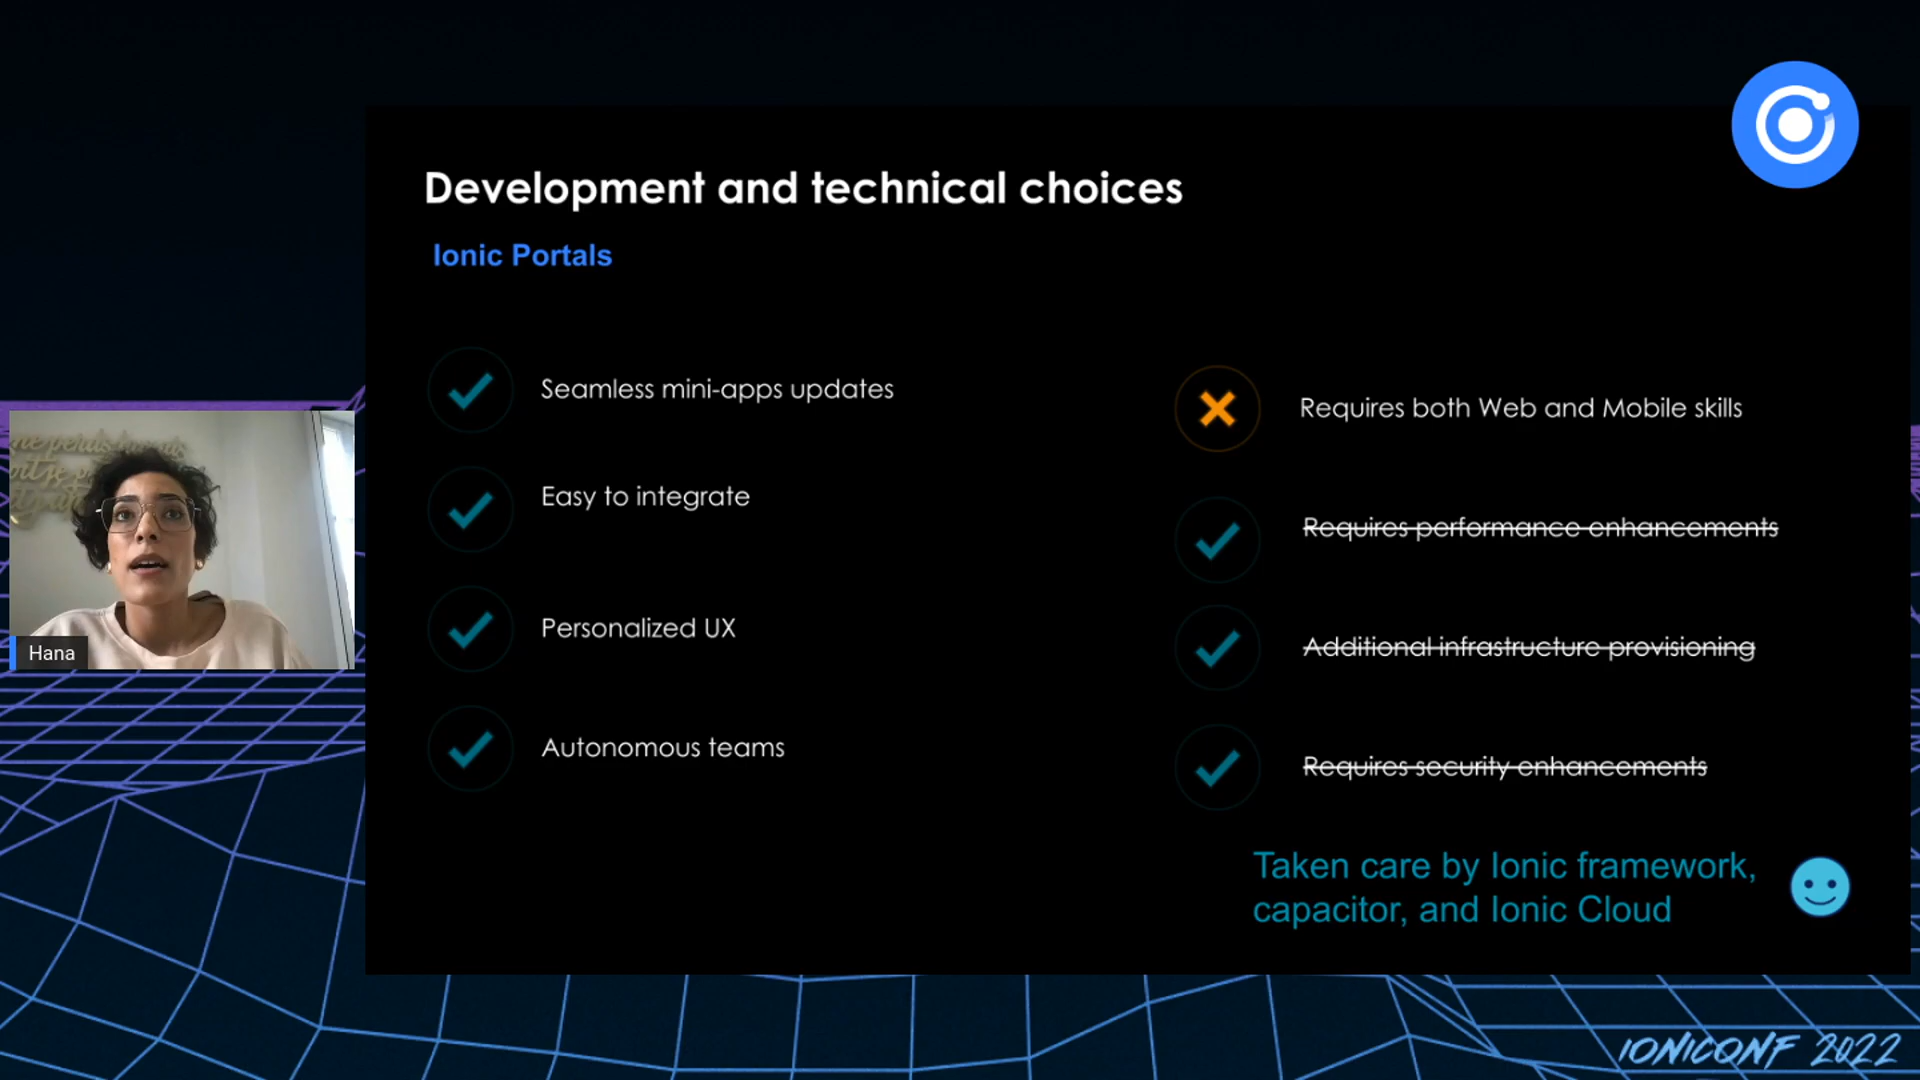 Development and technical choices
Ionic Portals
Seamless mini-apps updates
Easy to integrate
Personalized UX
Autonomous teams
Requires both Web and Mobile skills
Requires performance enhancements
Additional infrastructure provisioning
Requires security enhancements
Taken care by Ionic framework,
capacitor, and Ionic Cloud
Hana
IONICONF 2022